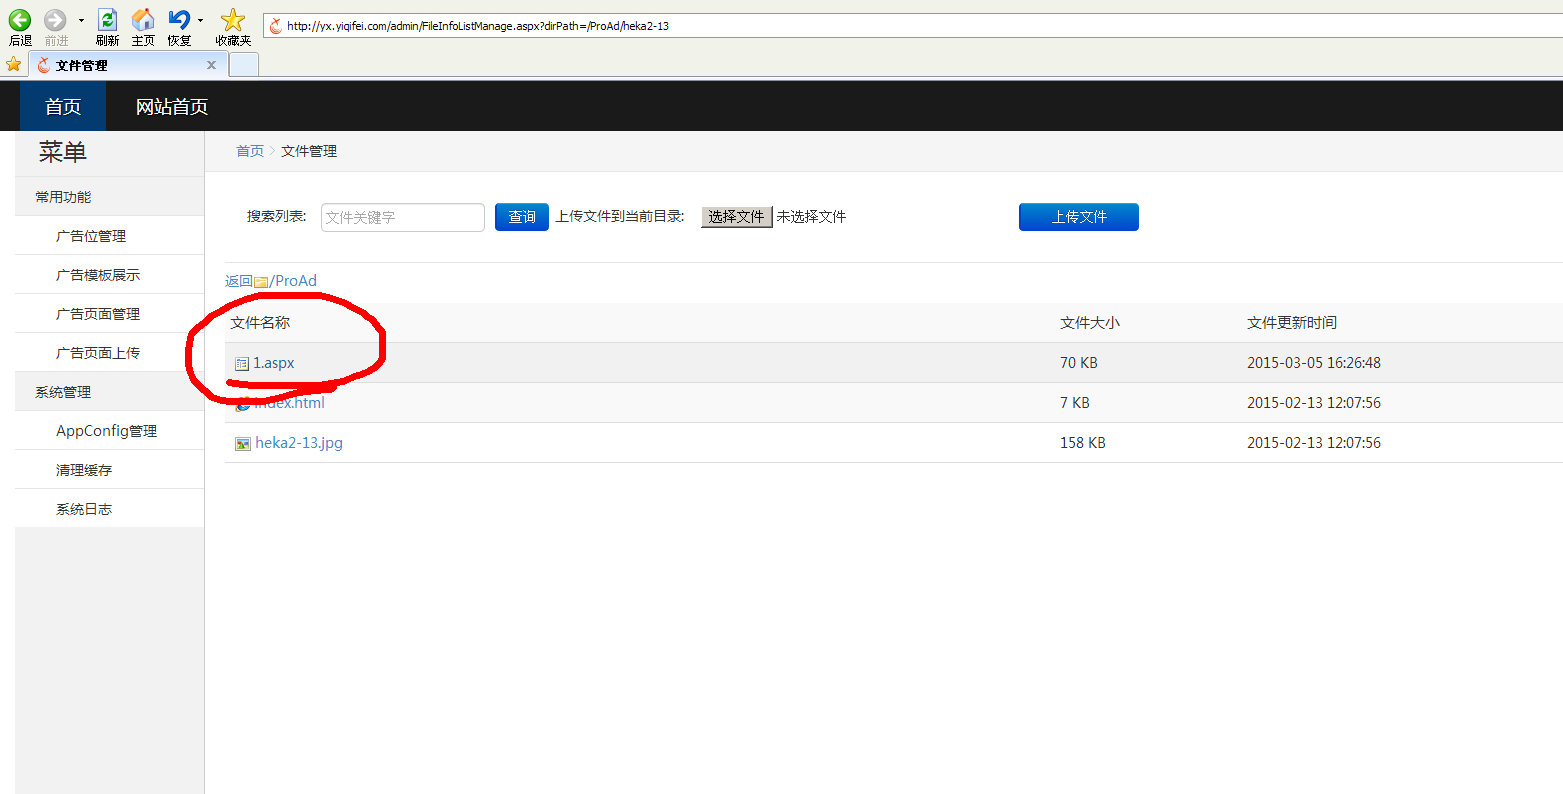 后退 前进 刷新 主页 恢复 收藏夹 http://yx.yiqifei.com/admin/FileInfoListManage.aspx?dirPath=/ProAd/heka2-13
文件管理 x
首页 网站首页
菜单
常用功能
广告位管理
广告模板展示
广告页面管理
广告页面上传
系统管理
AppConfig管理
清理缓存
系统日志
首页 > 文件管理
搜索列表: 文件关键字 查询 上传文件到当前目录: 选择文件 未选择文件 上传文件
返回/ProAd
文件名称 文件大小 文件更新时间
1.aspx 70 KB 2015-03-05 16:26:48
index.html 7 KB 2015-02-13 12:07:56
heka2-13.jpg 158 KB 2015-02-13 12:07:56